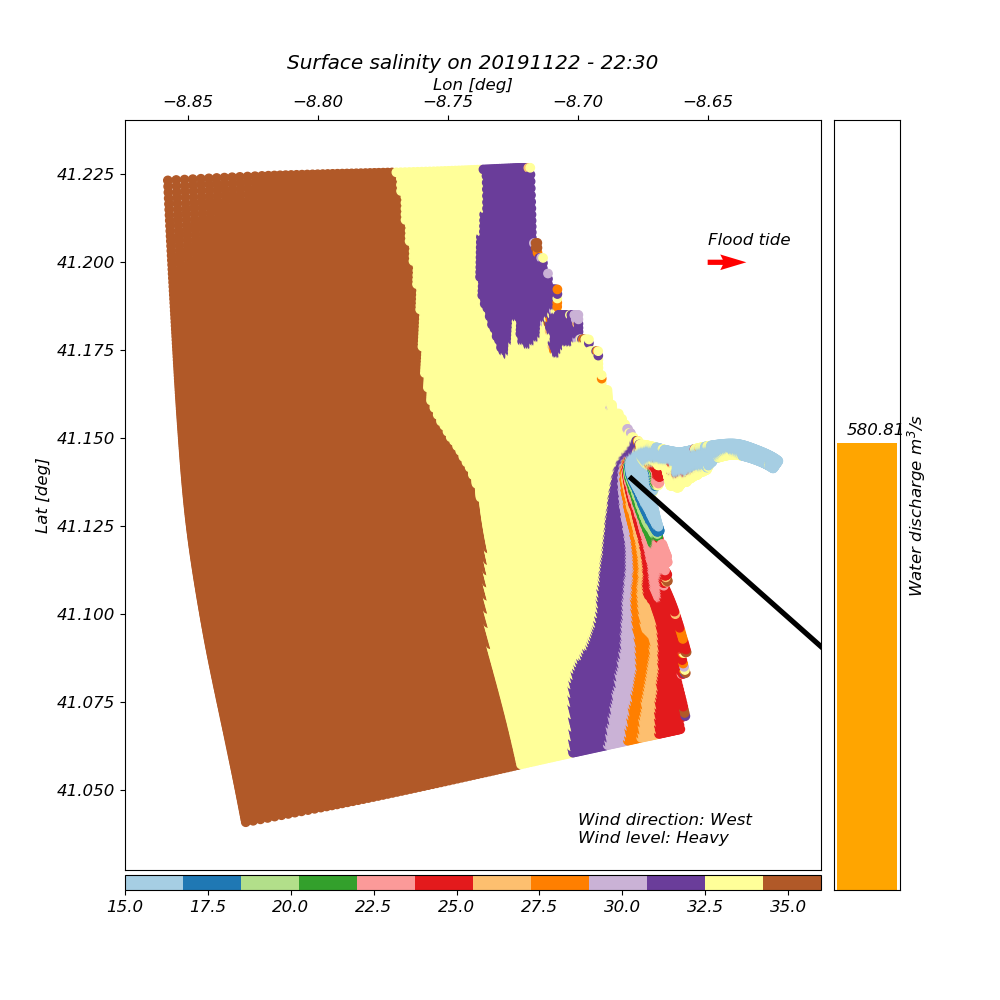 Surface salinity on 20191122 - 22:30
Lon [deg]
−8.85 −8.80 −8.75 −8.70 −8.65
41.225
41.200
41.175
41.150
41.125
41.100
41.075
41.050
Lat [deg]
Flood tide
Wind direction: West
Wind level: Heavy
15.0 17.5 20.0 22.5 25.0 27.5 30.0 32.5 35.0
580.81
Water discharge m³/s